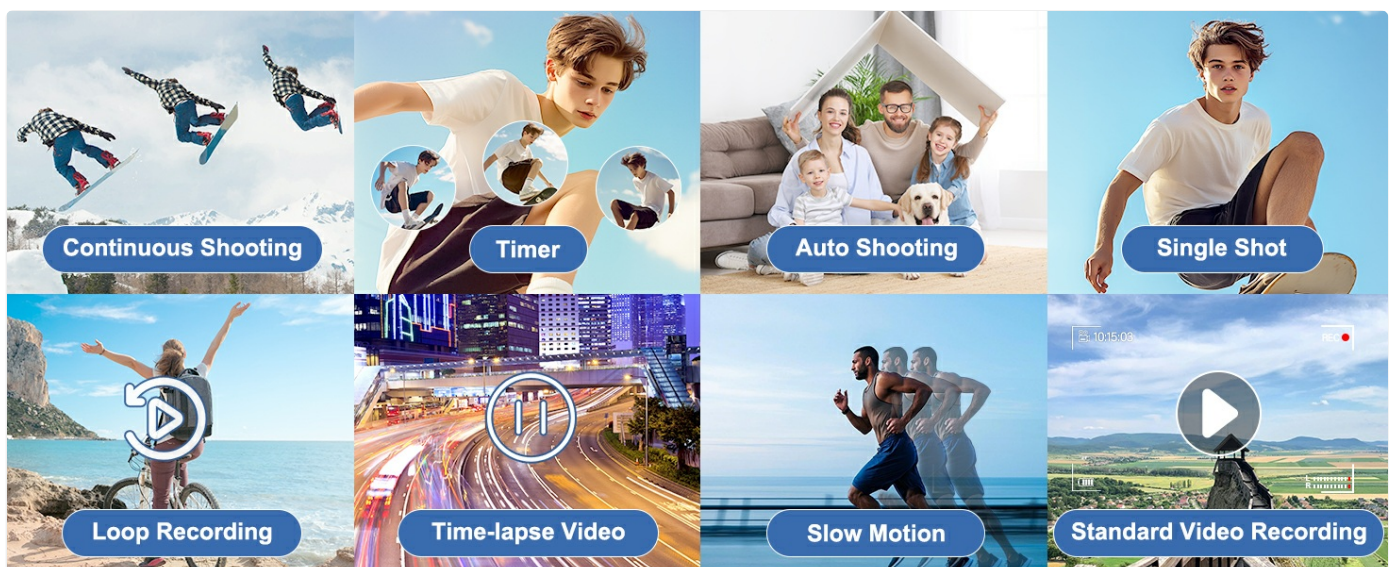 Continuous Shooting
Timer
Auto Shooting
Single Shot
10:15:03
REC
Loop Recording
Time-lapse Video
Slow Motion
Standard Video Recording